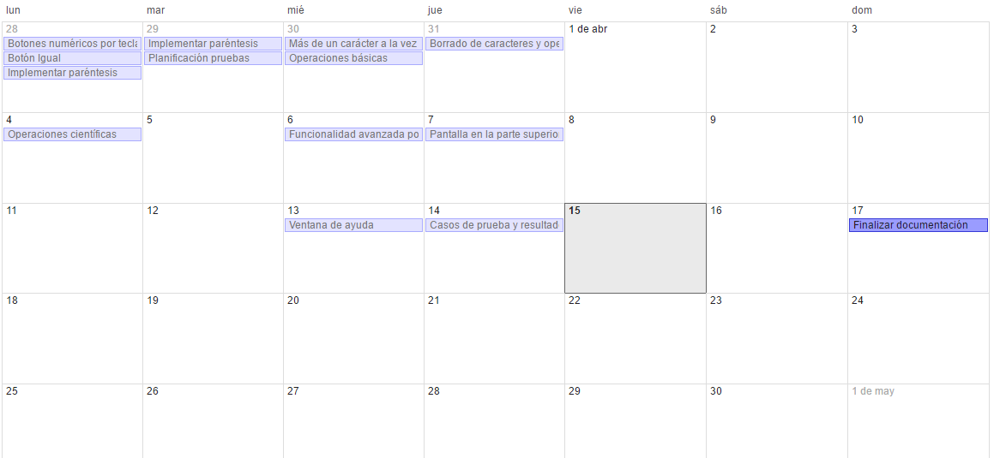 lun mar mié jue vie sáb dom
28 29 30 31 1 de abr 2 3
Botones numéricos por tecla Implementar paréntesis Más de un carácter a la vez Borrado de caracteres y ope
Botón Igual Planificación pruebas Operaciones básicas
Implementar paréntesis
4 5 6 7 8 9 10
Operaciones científicas Funcionalidad avanzada po Pantalla en la parte superio
11 12 13 14 15 16 17
Ventana de ayuda Casos de prueba y resultad Finalizar documentación
18 19 20 21 22 23 24
25 26 27 28 29 30 1 de may